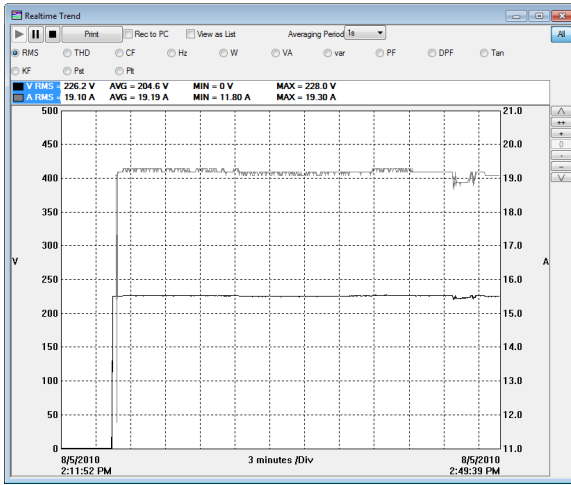 Realtime Trend
Print Rec to PC View as List Averaging Period 1s All
RMS THD CF Hz W VA var PF DPF Tan
KF Pst Plt
V RMS = 226.2 V AVG = 204.6 V MIN = 0 V MAX = 228.0 V
A RMS = 19.10 A AVG = 19.19 A MIN = 11.80 A MAX = 19.30 A
500 21.0
++
+
450 20.0
0
-
--
400 19.0
350 18.0
300 17.0
V A
250 16.0
200 15.0
150 14.0
100 13.0
50 12.0
0 11.0
8/5/2010 3 minutes /Div 8/5/2010
2:11:52 PM 2:49:39 PM